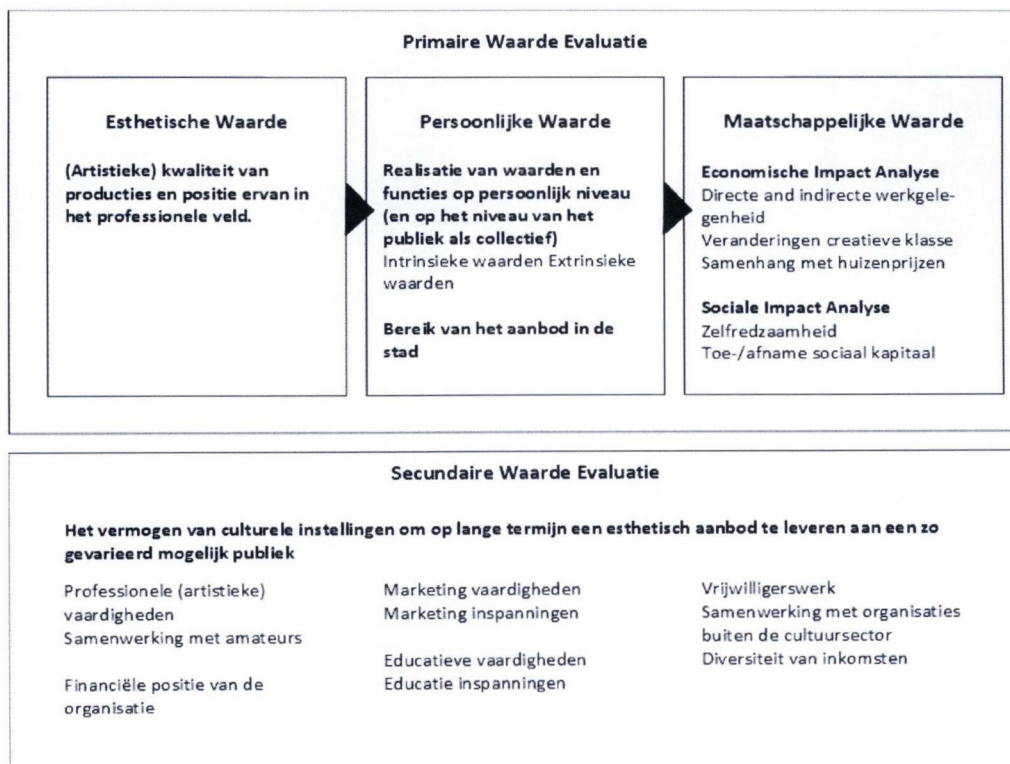 Primaire Waarde Evaluatie
Esthetische Waarde
(Artistieke) kwaliteit van
producties en positie ervan in
het professionele veld.
Persoonlijke Waarde
Realisatie van waarden en
functies op persoonlijk niveau
(en op het niveau van het
publiek als collectief)
Intrinsieke waarden Extrinsieke
waarden
Bereik van het aanbod in de
stad
Maatschappelijke Waarde
Economische Impact Analyse
Directe and indirecte werkgele-
genheid
Veranderingen creatieve klasse
Samenhang met huizenprijzen
Sociale Impact Analyse
Zelfredzaamheid
Toe-/afname sociaal kapitaal
Secundaire Waarde Evaluatie
Het vermogen van culturele instellingen om op lange termijn een esthetisch aanbod te leveren aan een zo
gevarieerd mogelijk publiek
Professionele (artistieke)
vaardigheden
Samenwerking met amateurs
Financiële positie van de
organisatie
Marketing vaardigheden
Marketing inspanningen
Educatieve vaardigheden
Educatie inspanningen
Vrijwilligerswerk
Samenwerking met organisaties
buiten de cultuursector
Diversiteit van inkomsten